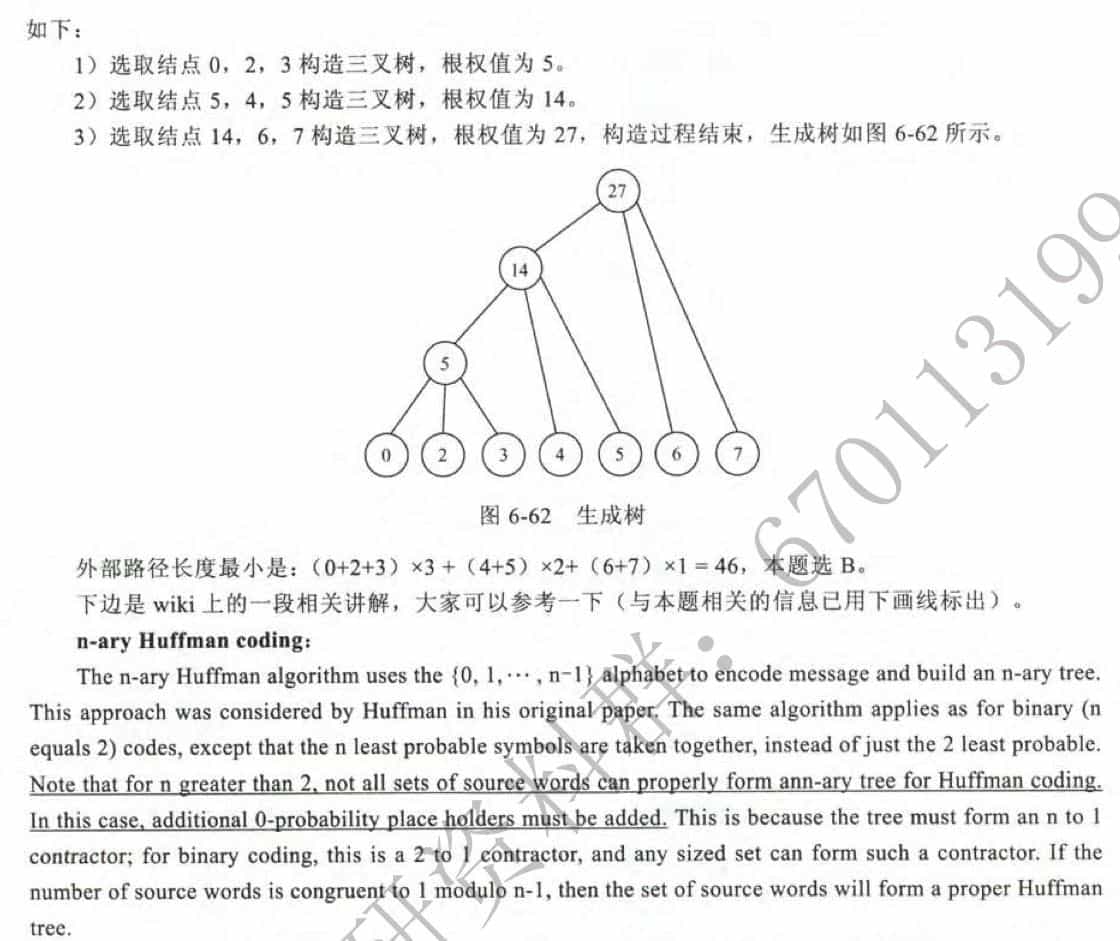 如下：
1）选取结点 0，2，3 构造三叉树，根权值为 5。
2）选取结点 5，4，5 构造三叉树，根权值为 14。
3）选取结点 14，6，7 构造三叉树，根权值为 27，构造过程结束，生成树如图 6-62 所示。
27
14
5
0 2 3 4 5 6 7
图 6-62 生成树
外部路径长度最小是：（0+2+3）×3 +（4+5）×2+（6+7）×1 = 46，本题选 B。
下边是 wiki 上的一段相关讲解，大家可以参考一下（与本题相关的信息已用下画线标出）。
n-ary Huffman coding:
The n-ary Huffman algorithm uses the {0, 1,··· , n-1} alphabet to encode message and build an n-ary tree.
This approach was considered by Huffman in his original paper. The same algorithm applies as for binary (n
equals 2) codes, except that the n least probable symbols are taken together, instead of just the 2 least probable.
Note that for n greater than 2, not all sets of source words can properly form ann-ary tree for Huffman coding.
In this case, additional 0-probability place holders must be added. This is because the tree must form an n to 1
contractor; for binary coding, this is a 2 to 1 contractor, and any sized set can form such a contractor. If the
number of source words is congruent to 1 modulo n-1, then the set of source words will form a proper Huffman
tree.
研资料群：670113199